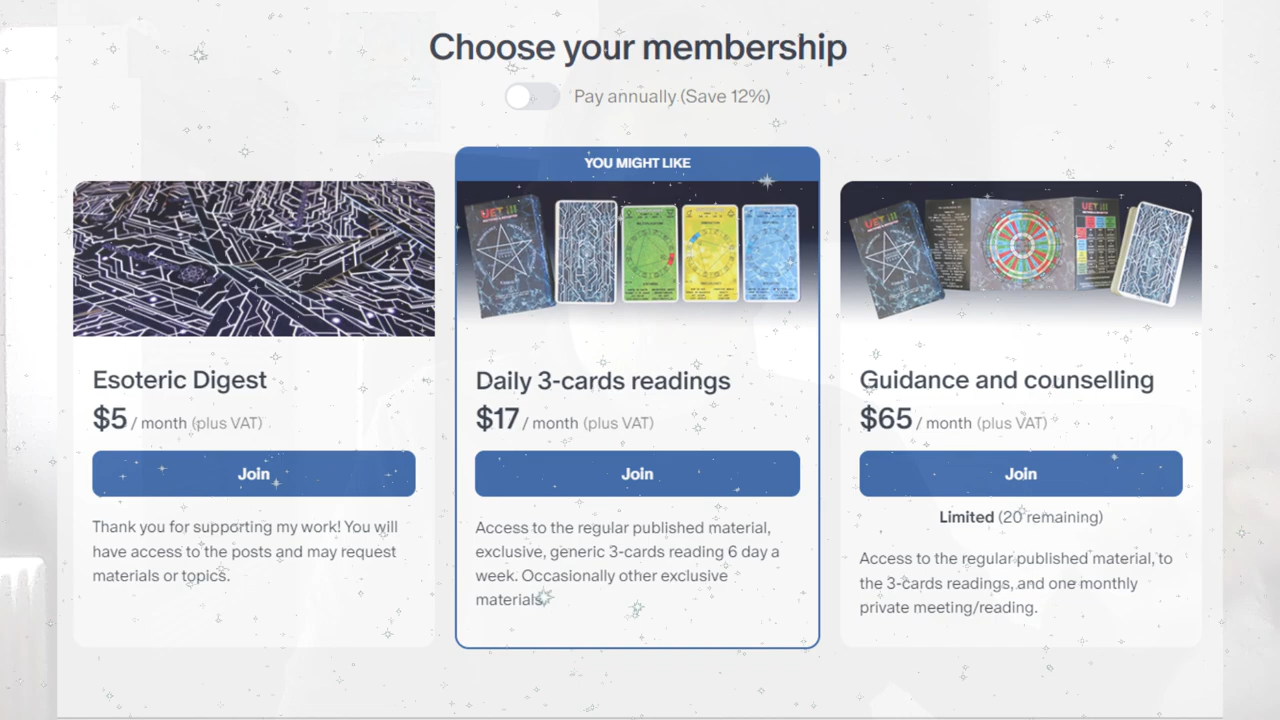 Choose your membership
Pay annually (Save 12%)
YOU MIGHT LIKE
Esoteric Digest
$5 / month (plus VAT)
Join
Thank you for supporting my work! You will
have access to the posts and may request
materials or topics.
Daily 3-cards readings
$17 / month (plus VAT)
Join
Access to the regular published material,
exclusive, generic 3-cards reading 6 day a
week. Occasionally other exclusive
materials.
Guidance and counselling
$65 / month (plus VAT)
Join
Limited (20 remaining)
Access to the regular published material, to
the 3-cards readings, and one monthly
private meeting/reading.